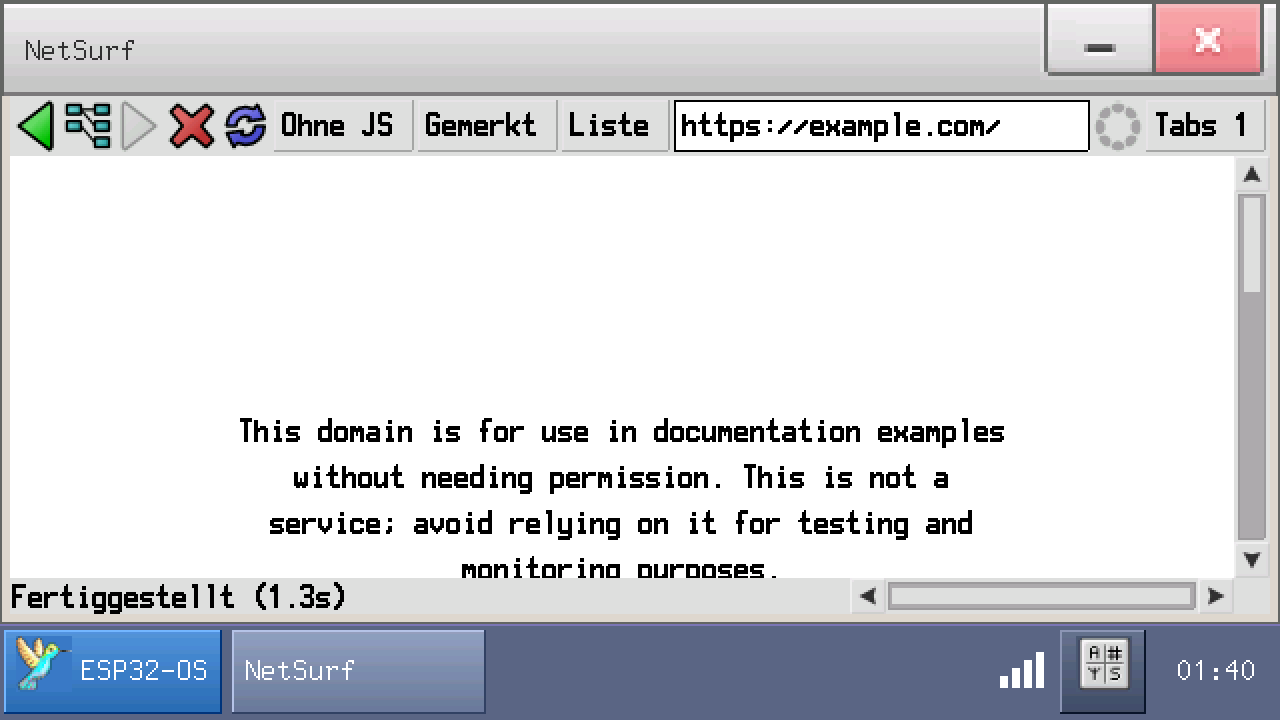 NetSurf
Ohne JS Gemerkt Liste https://example.com/ Tabs 1
This domain is for use in documentation examples
without needing permission. This is not a
service; avoid relying on it for testing and
monitoring purposes.
Fertiggestellt (1.3s)
ESP32-OS NetSurf A # Y S 01:40